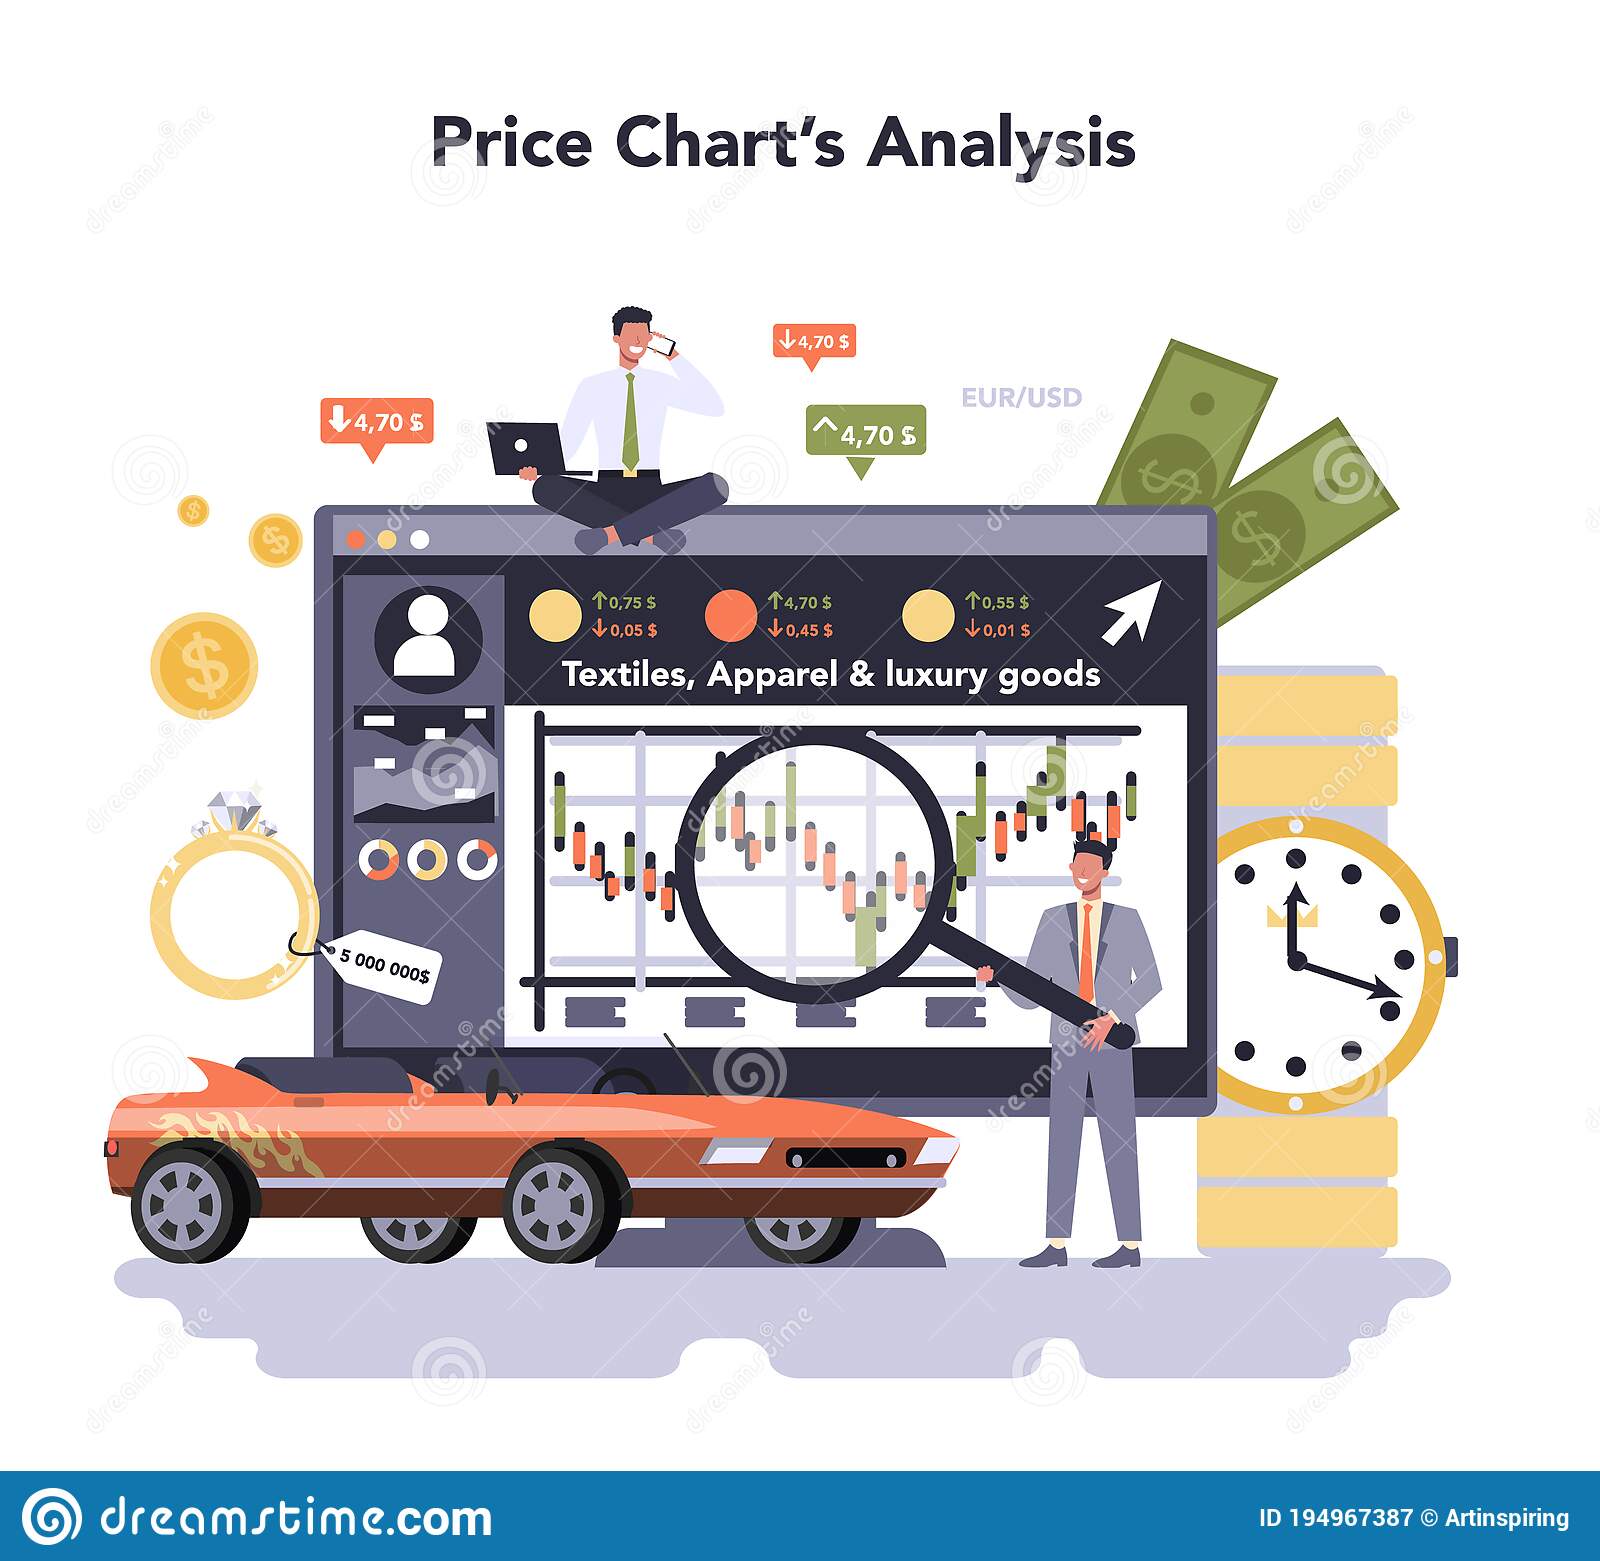 Price Chart‘s Analysis
↓4,70 $
↓4,70 $
↑4,70 $
EUR/USD
↑0,75 $
↓0,05 $
↑4,70 $
↓0,45 $
↑0,55 $
↓0,01 $
Textiles, Apparel & luxury goods
5 000 000$
dreamstime
dreamstime.com
ID 194967387 © Artinspiring